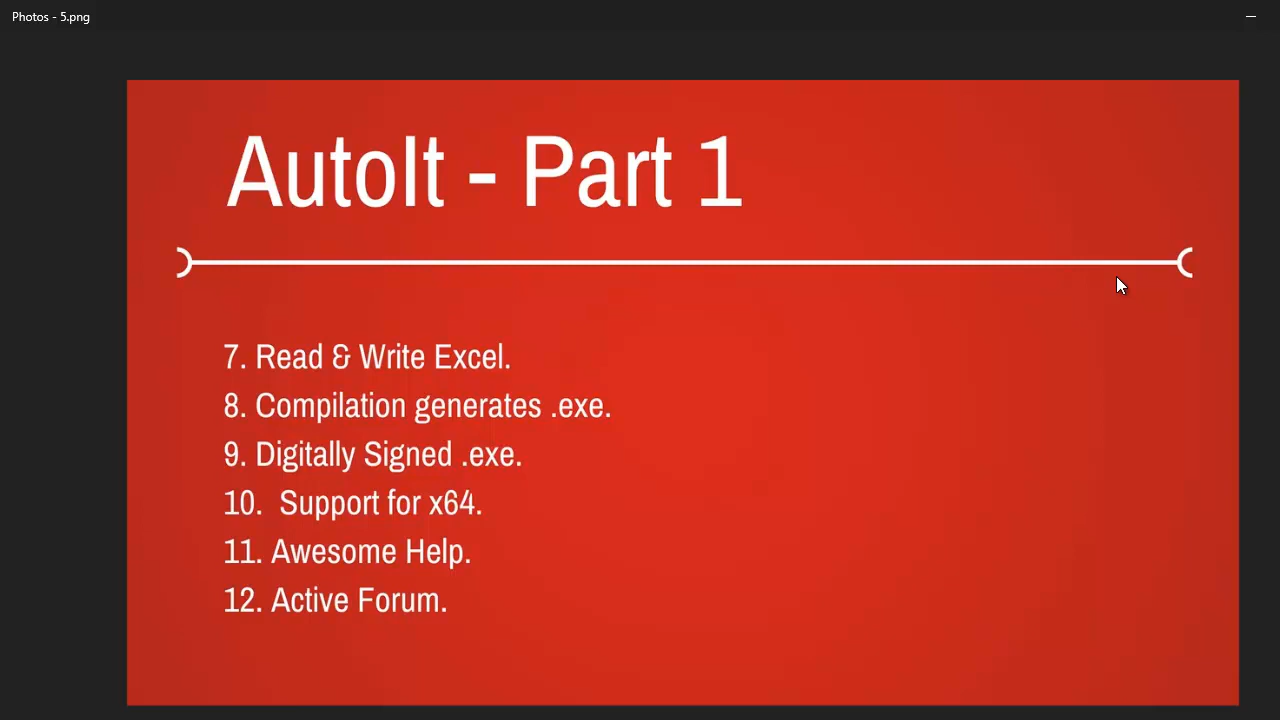 Photos - 5.png
AutoIt - Part 1
7. Read & Write Excel.
8. Compilation generates .exe.
9. Digitally Signed .exe.
10.  Support for x64.
11. Awesome Help.
12. Active Forum.